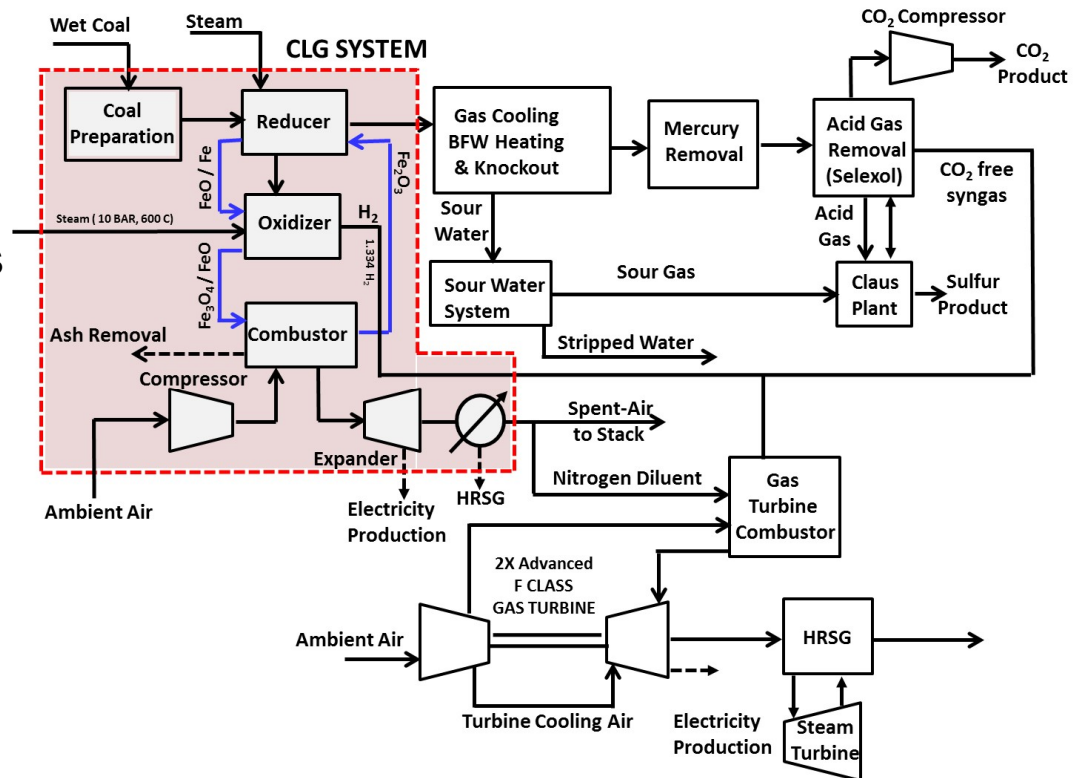 Wet Coal
Steam
CLG SYSTEM
CO2 Compressor
CO2
Product
Coal
Preparation
Reducer
Gas Cooling
BFW Heating
& Knockout
Mercury
Removal
Acid Gas
Removal
(Selexol)
CO2 free
syngas
FeO / Fe
Fe2O3
Steam ( 10 BAR, 600 C)
S
Oxidizer
H2
1.334 H2
Sour
Water
Acid
Gas
Fe3O4 / FeO
Sour Water
System
Sour Gas
Claus
Plant
Sulfur
Product
Combustor
Ash Removal
Stripped Water
Compressor
Expander
Spent-Air
to Stack
Nitrogen Diluent
HRSG
Ambient Air
Electricity
Production
Gas
Turbine
Combustor
2X Advanced
F CLASS
GAS TURBINE
Ambient Air
HRSG
Turbine Cooling Air
Electricity
Production
Steam
Turbine